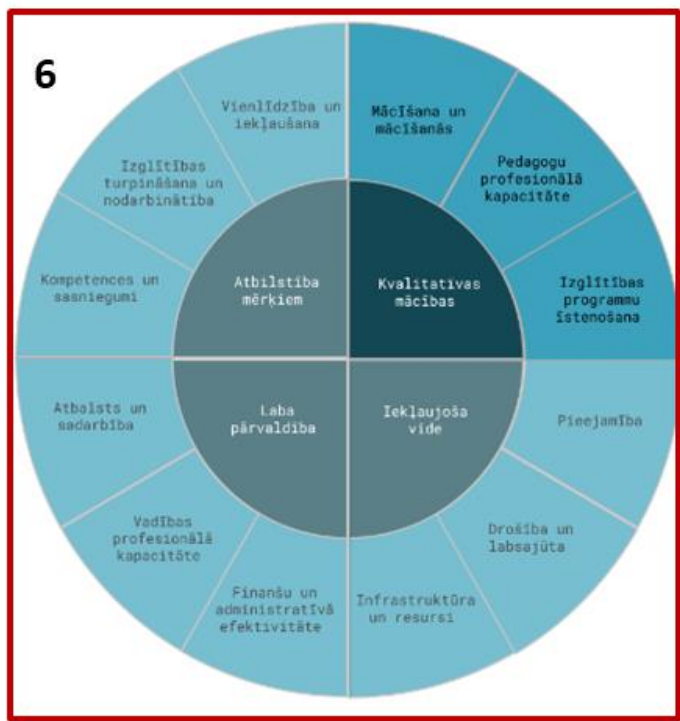 6
Vienlīdzība un
iekļaušana
Mācīšana un
mācīšanās
Pedagogu
profesionālā
kapacitāte
Izglītības
programmu
īstenošana
Pieejamība
Drošība un
labsajūta
Infrastruktūra
un resursi
Finanšu un
administratīvā
efektivitāte
Vadības
profesionālā
kapacitāte
Atbalsts un
sadarbība
Kompetences un
sasniegumi
Izglītības
turpināšana un
nodarbinātība
Atbilstība
mērķiem
Kvalitatīvas
mācības
Laba
pārvaldība
Iekļaujoša
vide